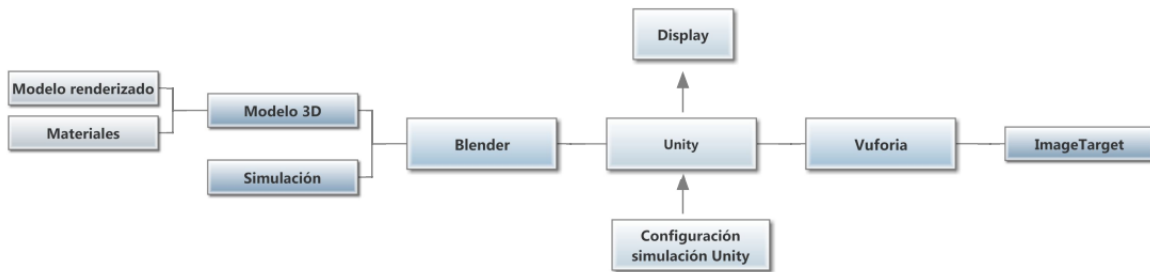 Display
Modelo renderizado
Materiales
Modelo 3D
Simulación
Blender
Unity
Vuforia
ImageTarget
Configuración
simulación Unity